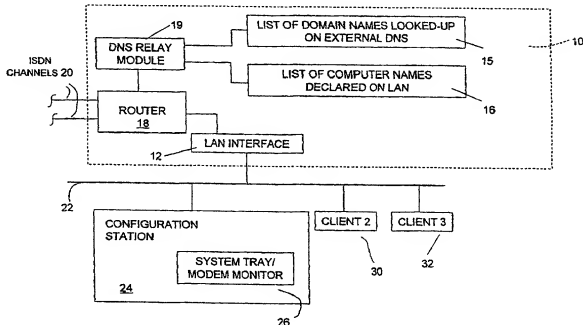 19
LIST OF DOMAIN NAMES LOOKED-UP
ON EXTERNAL DNS
15
10
DNS RELAY
MODULE
ISDN
CHANNELS 20
LIST OF COMPUTER NAMES
DECLARED ON LAN
16
ROUTER
18
12
LAN INTERFACE
22
CONFIGURATION
STATION
CLIENT 2
CLIENT 3
30
32
SYSTEM TRAY/
MODEM MONITOR
24
26